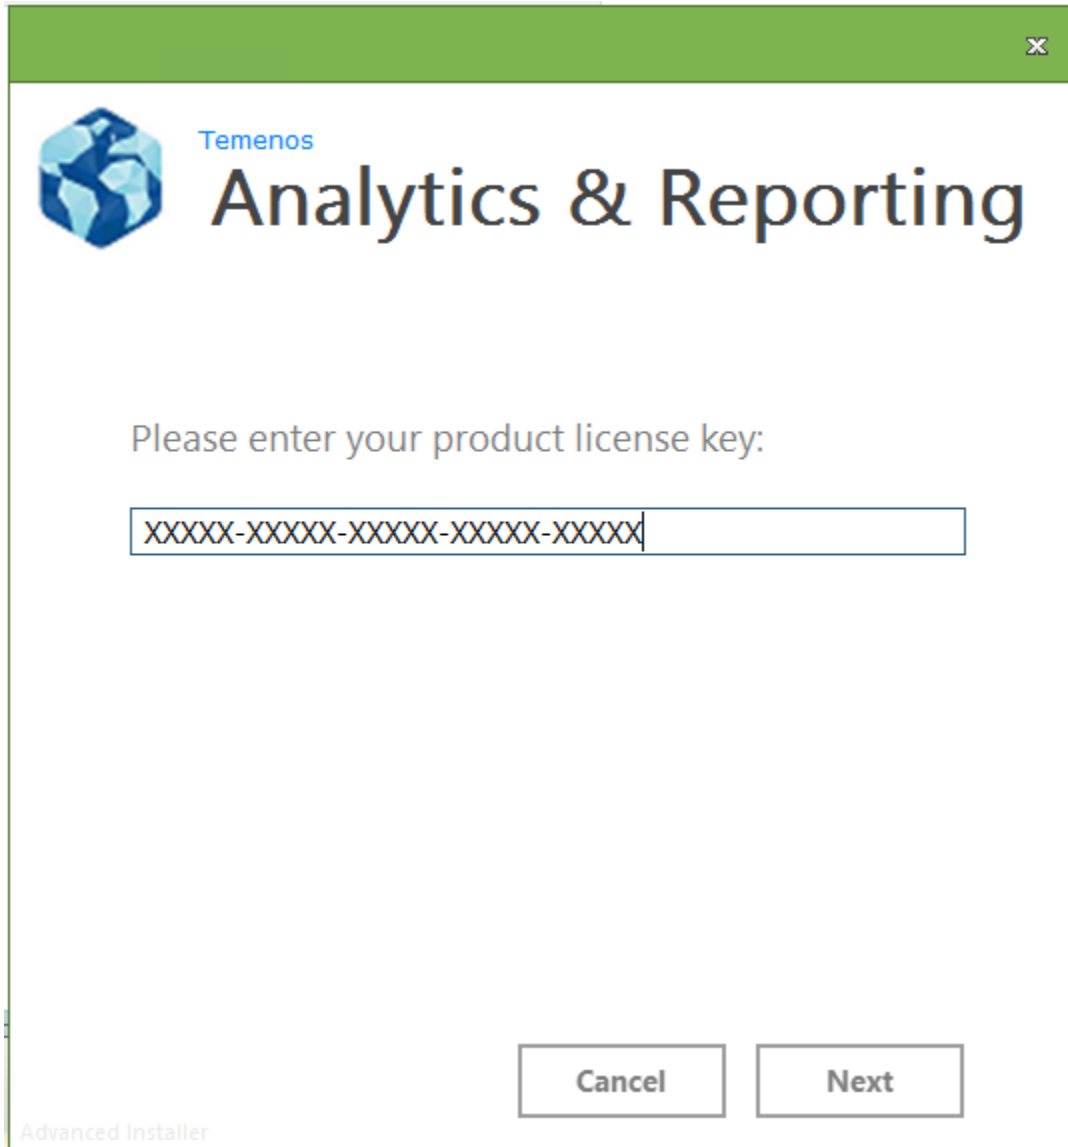 Temenos
Analytics & Reporting
Please enter your product license key:
XXXXX-XXXXX-XXXXX-XXXXX-XXXXX
Cancel
Next
Advanced Installer